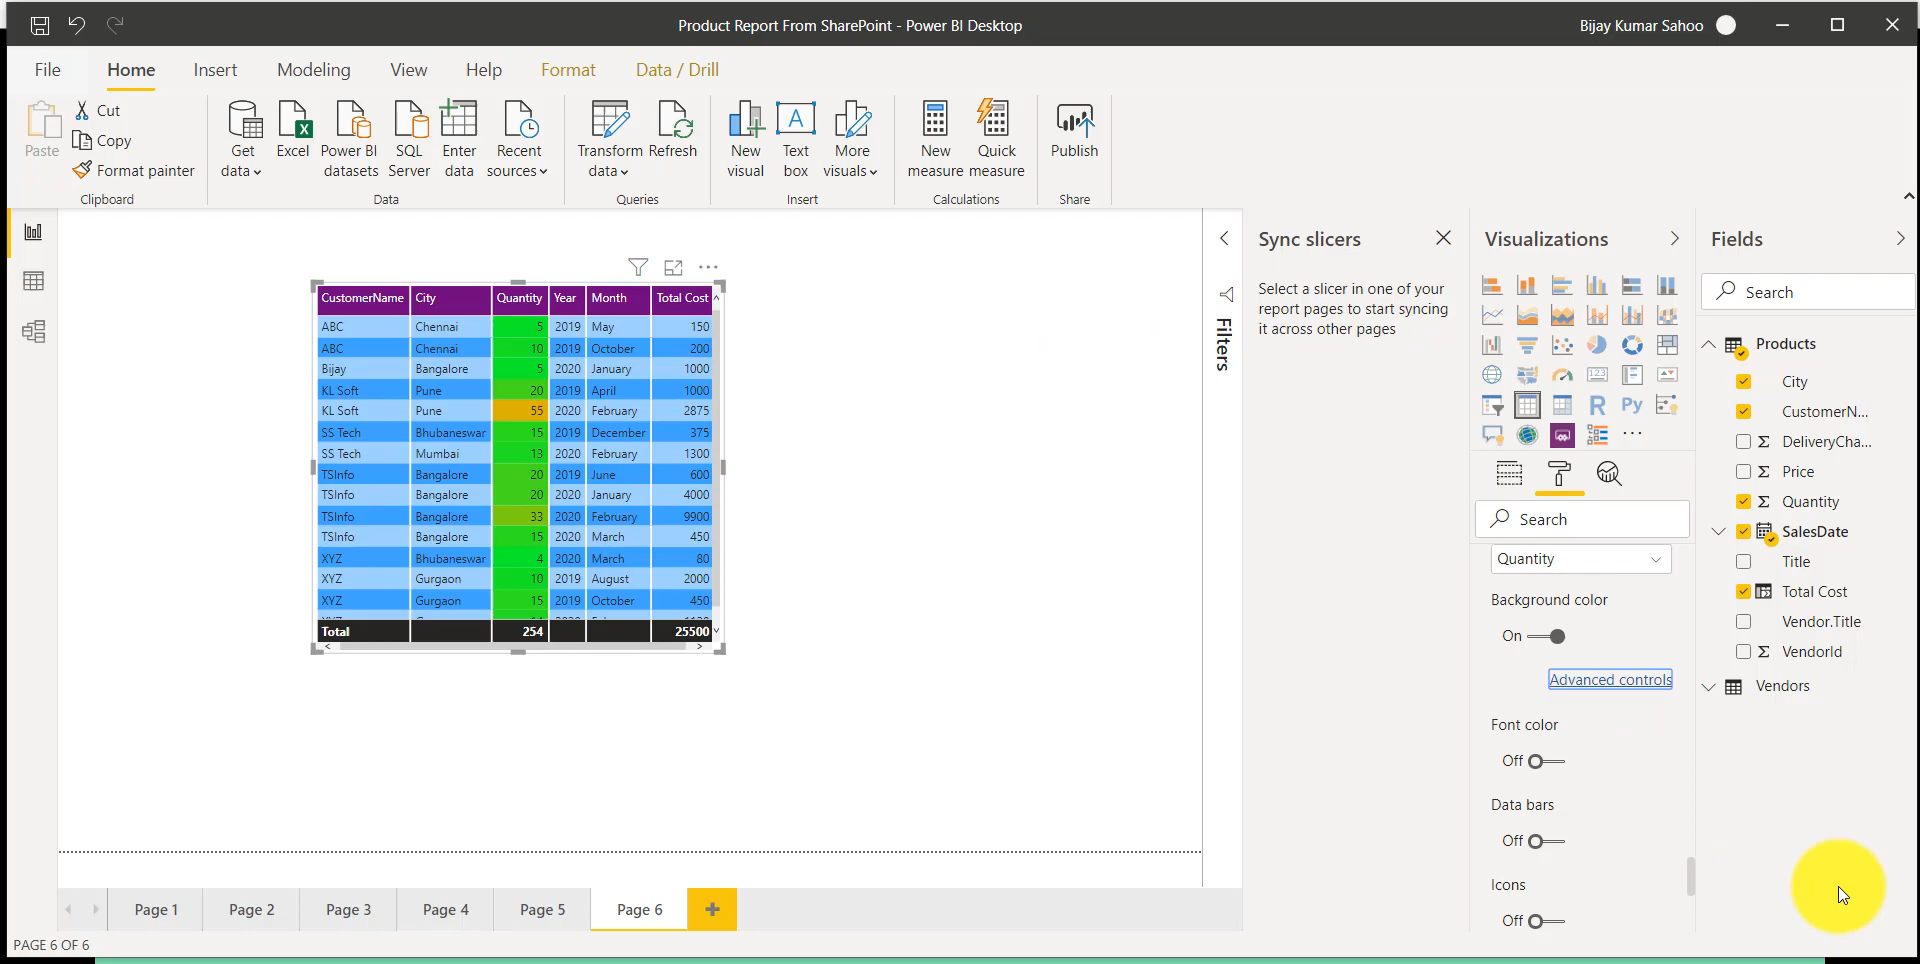 Product Report From SharePoint - Power BI Desktop
Bijay Kumar Sahoo
File Home Insert Modeling View Help Format Data / Drill
Paste
Cut
Copy
Format painter
Clipboard
Get data
Excel
Power BI datasets
SQL Server
Enter data
Recent sources
Data
Transform data
Refresh
Queries
New visual
Text box
More visuals
Insert
New measure
Quick measure
Calculations
Publish
Share
CustomerName City Quantity Year Month Total Cost
ABC Chennai 5 2019 May 150
ABC Chennai 10 2019 October 200
Bijay Bangalore 5 2020 January 1000
KL Soft Pune 20 2019 April 1000
KL Soft Pune 55 2020 February 2875
SS Tech Bhubaneswar 15 2019 December 375
SS Tech Mumbai 13 2020 February 1300
TSInfo Bangalore 20 2019 June 600
TSInfo Bangalore 20 2020 January 4000
TSInfo Bangalore 33 2020 February 9900
TSInfo Bangalore 15 2020 March 450
XYZ Bhubaneswar 4 2020 March 80
XYZ Gurgaon 10 2019 August 2000
XYZ Gurgaon 15 2019 October 450
Total 254 25500
Filters
Sync slicers
Select a slicer in one of your
report pages to start syncing
it across other pages
Visualizations
123
R Py
Search
Quantity
Background color
On
Advanced controls
Font color
Off
Data bars
Off
Icons
Off
Fields
Search
Products
City
CustomerN...
DeliveryCha...
Price
Quantity
SalesDate
Title
Total Cost
Vendor.Title
VendorId
Vendors
Page 1 Page 2 Page 3 Page 4 Page 5 Page 6
PAGE 6 OF 6